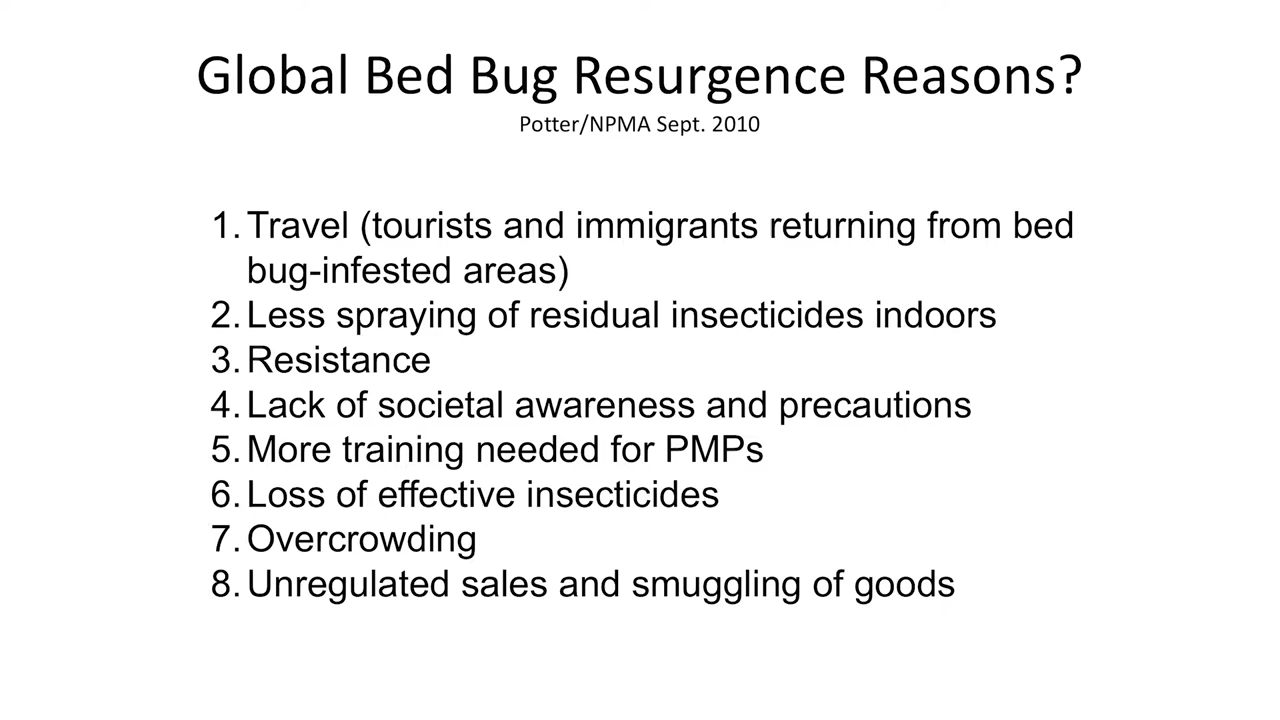 Global Bed Bug Resurgence Reasons?
Potter/NPMA Sept. 2010
1. Travel (tourists and immigrants returning from bed
bug-infested areas)
2. Less spraying of residual insecticides indoors
3. Resistance
4. Lack of societal awareness and precautions
5. More training needed for PMPs
6. Loss of effective insecticides
7. Overcrowding
8. Unregulated sales and smuggling of goods